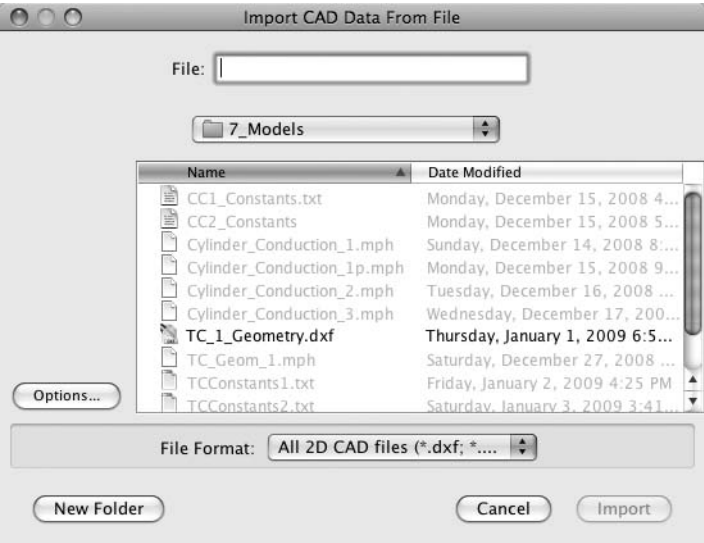 Import CAD Data From File
File:
7_Models
Name Date Modified
CC1_Constants.txt Monday, December 15, 2008 4...
CC2_Constants Monday, December 15, 2008 5...
Cylinder_Conduction_1.mph Sunday, December 14, 2008 8:...
Cylinder_Conduction_1p.mph Monday, December 15, 2008 9...
Cylinder_Conduction_2.mph Tuesday, December 16, 2008 ...
Cylinder_Conduction_3.mph Wednesday, December 17, 200...
TC_1_Geometry.dxf Thursday, January 1, 2009 6:5...
TC_Geom_1.mph Saturday, December 27, 2008 ...
TCConstants1.txt Friday, January 2, 2009 4:25 PM
TCConstants2.txt Saturday, January 3, 2009 3:41...
Options...
File Format: All 2D CAD files (*.dxf; *....
New Folder Cancel Import